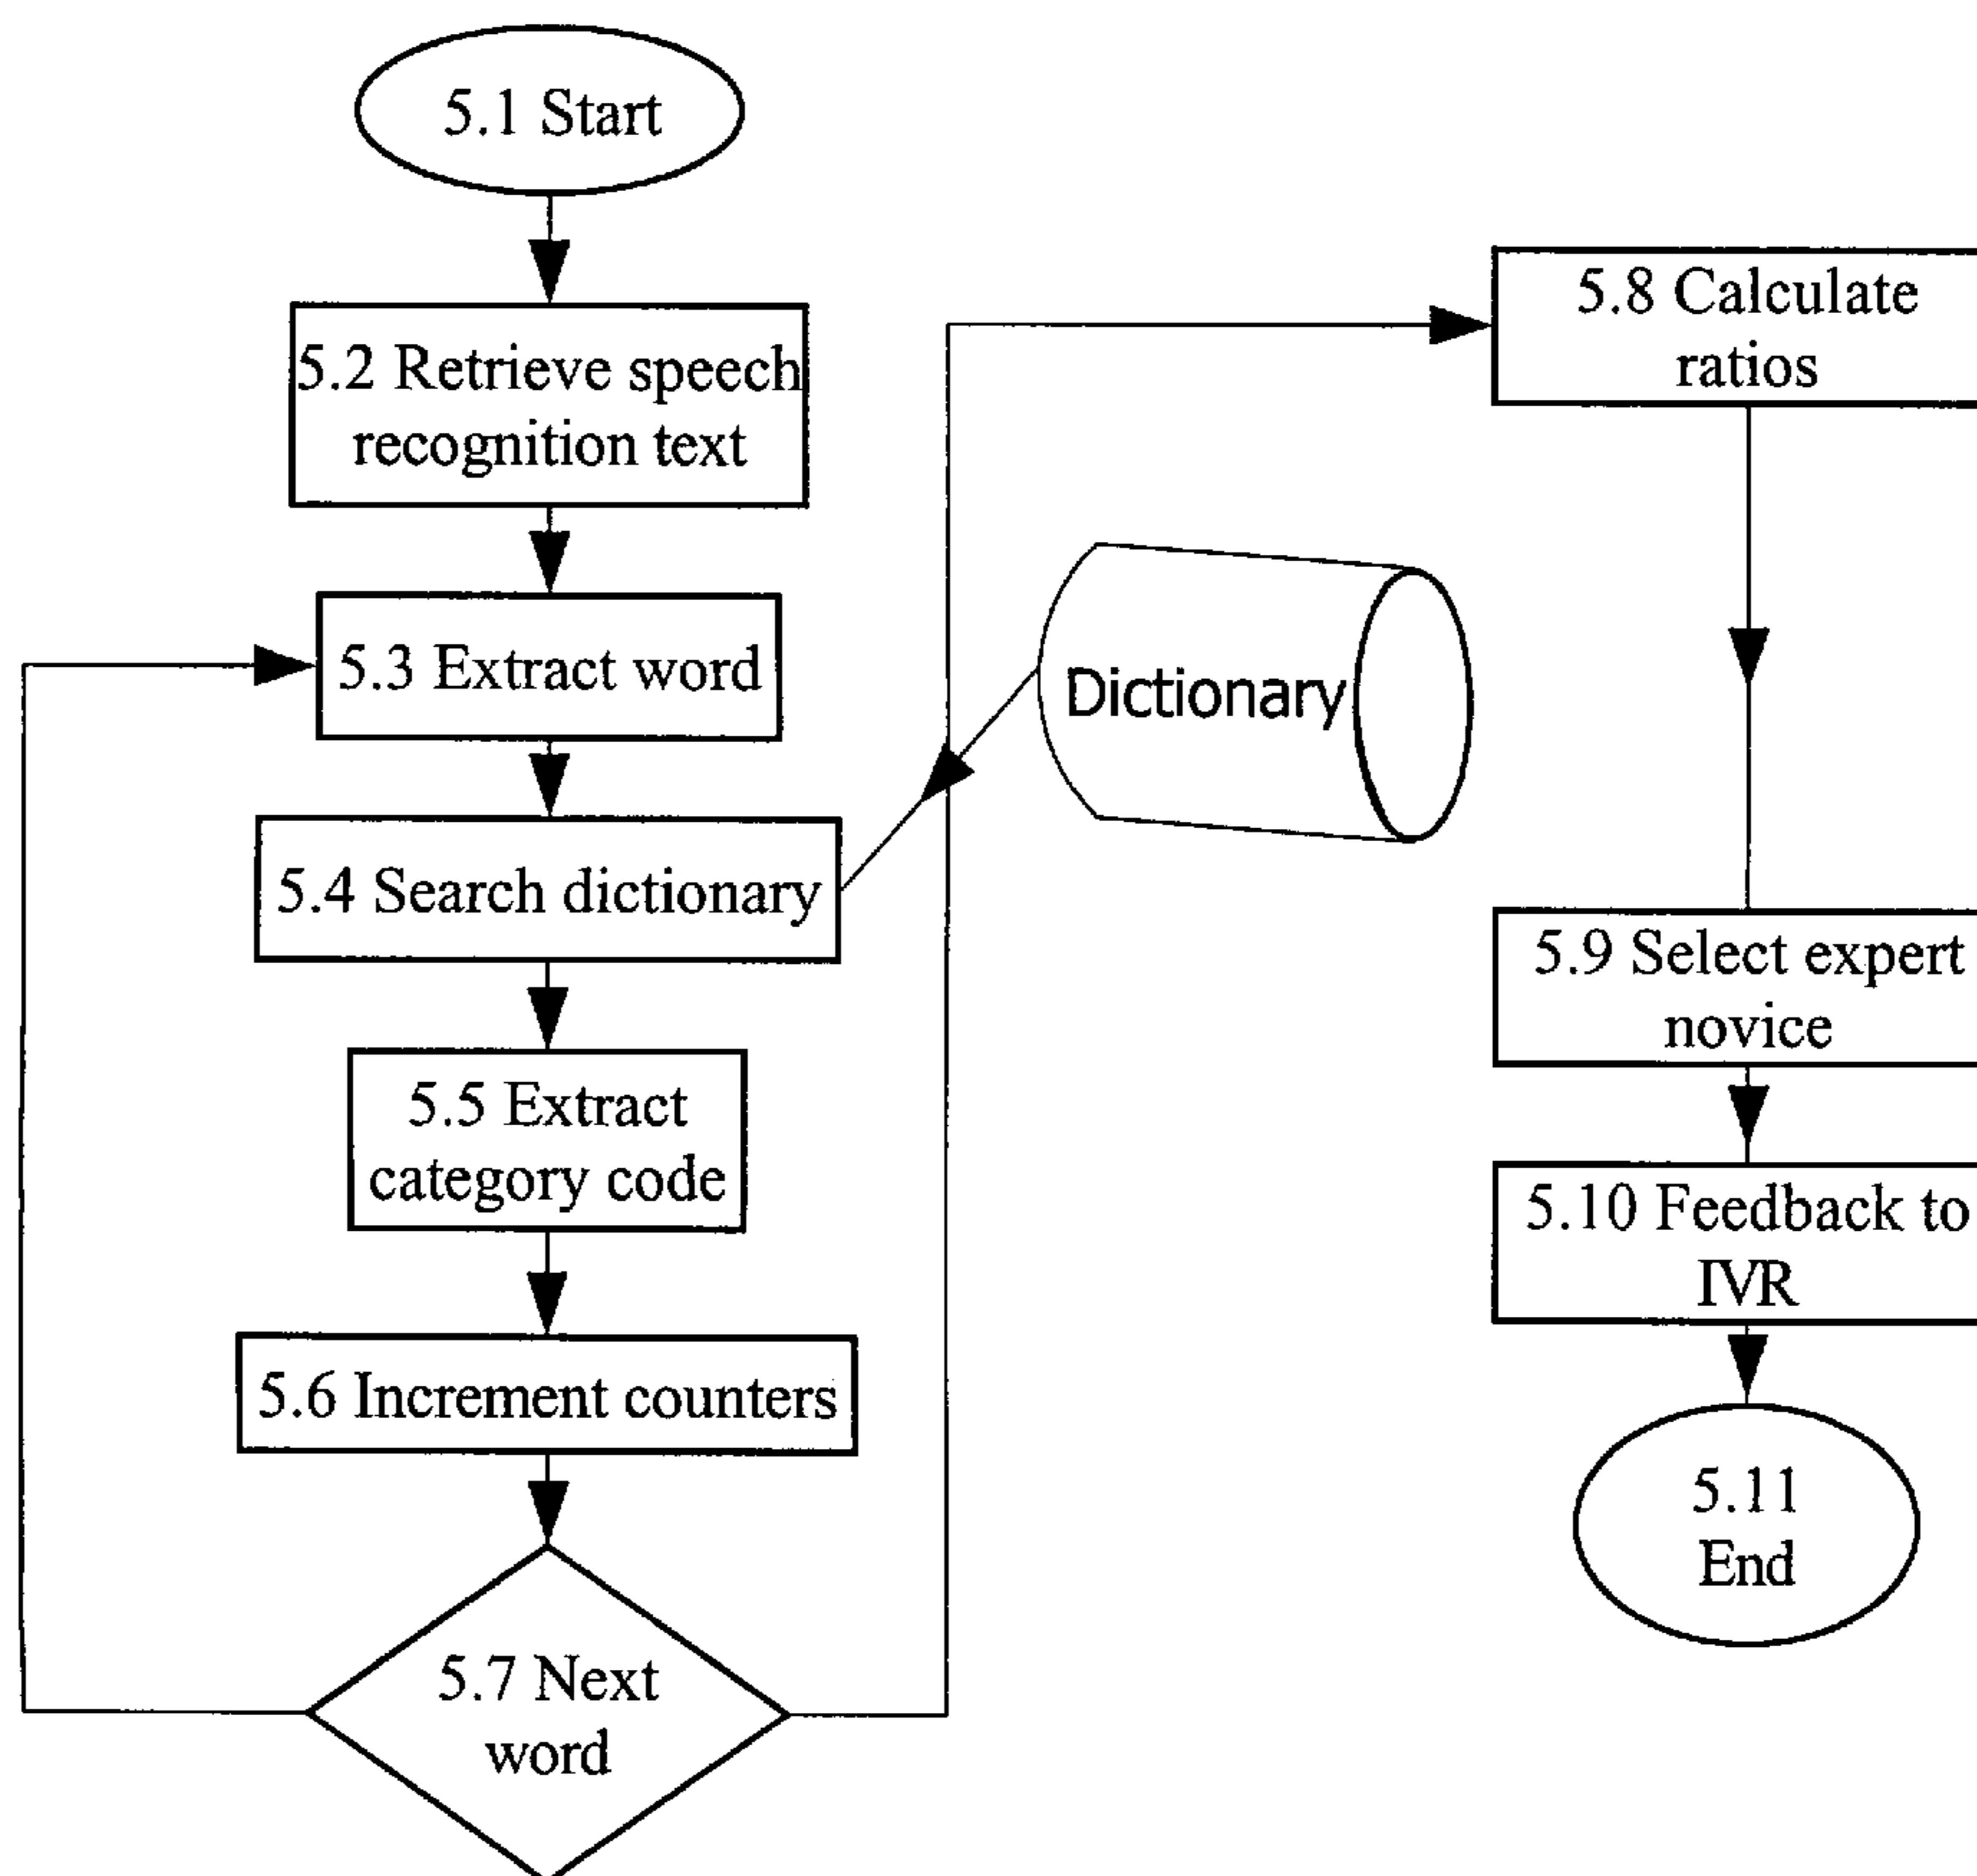 5.1 Start
5.2 Retrieve speech
recognition text
5.3 Extract word
5.4 Search dictionary
5.5 Extract
category code
5.6 Increment counters
5.7 Next
word
Dictionary
5.8 Calculate
ratios
5.9 Select expert
novice
5.10 Feedback to
IVR
5.11
End